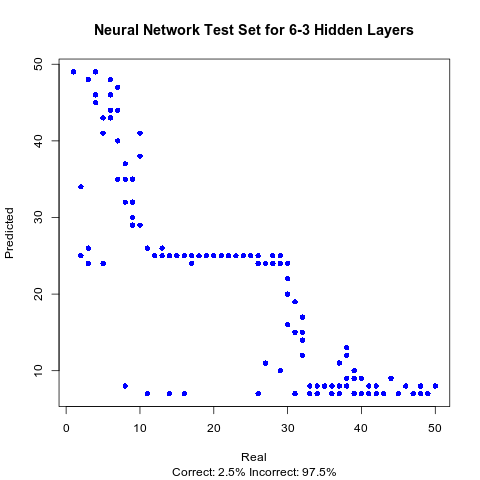 Neural Network Test Set for 6-3 Hidden Layers
50
40
30
20
10
Predicted
0 10 20 30 40 50
Real
Correct: 2.5% Incorrect: 97.5%